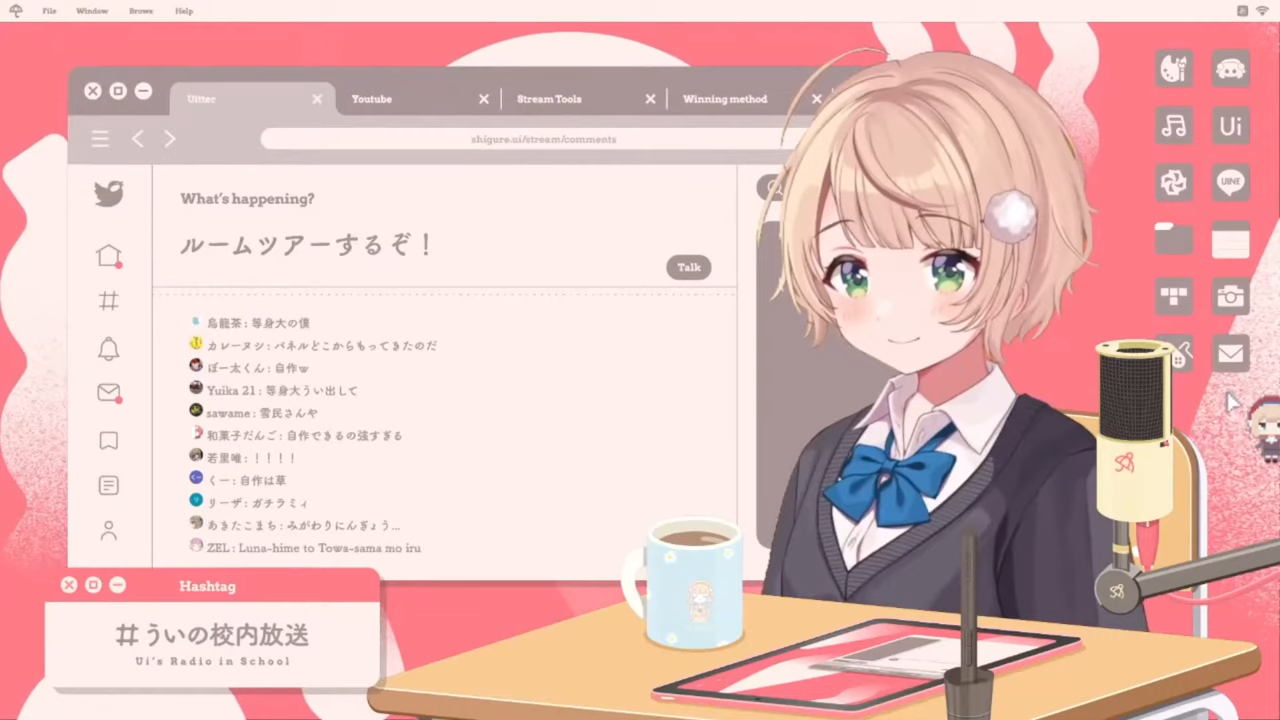 File Window Browe Help
Uitter
Youtube
Stream Tools
Winning method
shigure.ui/stream/comments
What's happening?
ルームツアーするぞ！
Talk
烏龍茶 : 等身大の僕
カレーヌシ : パネルどこからもってきたのだ
ぽー太くん : 自作w
Yuika 21 : 等身大うい出して
sawame : 雪民さんや
和菓子だんご : 自作できるの強すぎる
若里唯 : ！！！！
くー : 自作は草
リーザ : ガチラミィ
あきたこまち : みがわりにんぎょう...
ZEL : Luna-hime to Towa-sama mo iru
Hashtag
#ういの校内放送
Ui's Radio in School
Ui
UINE